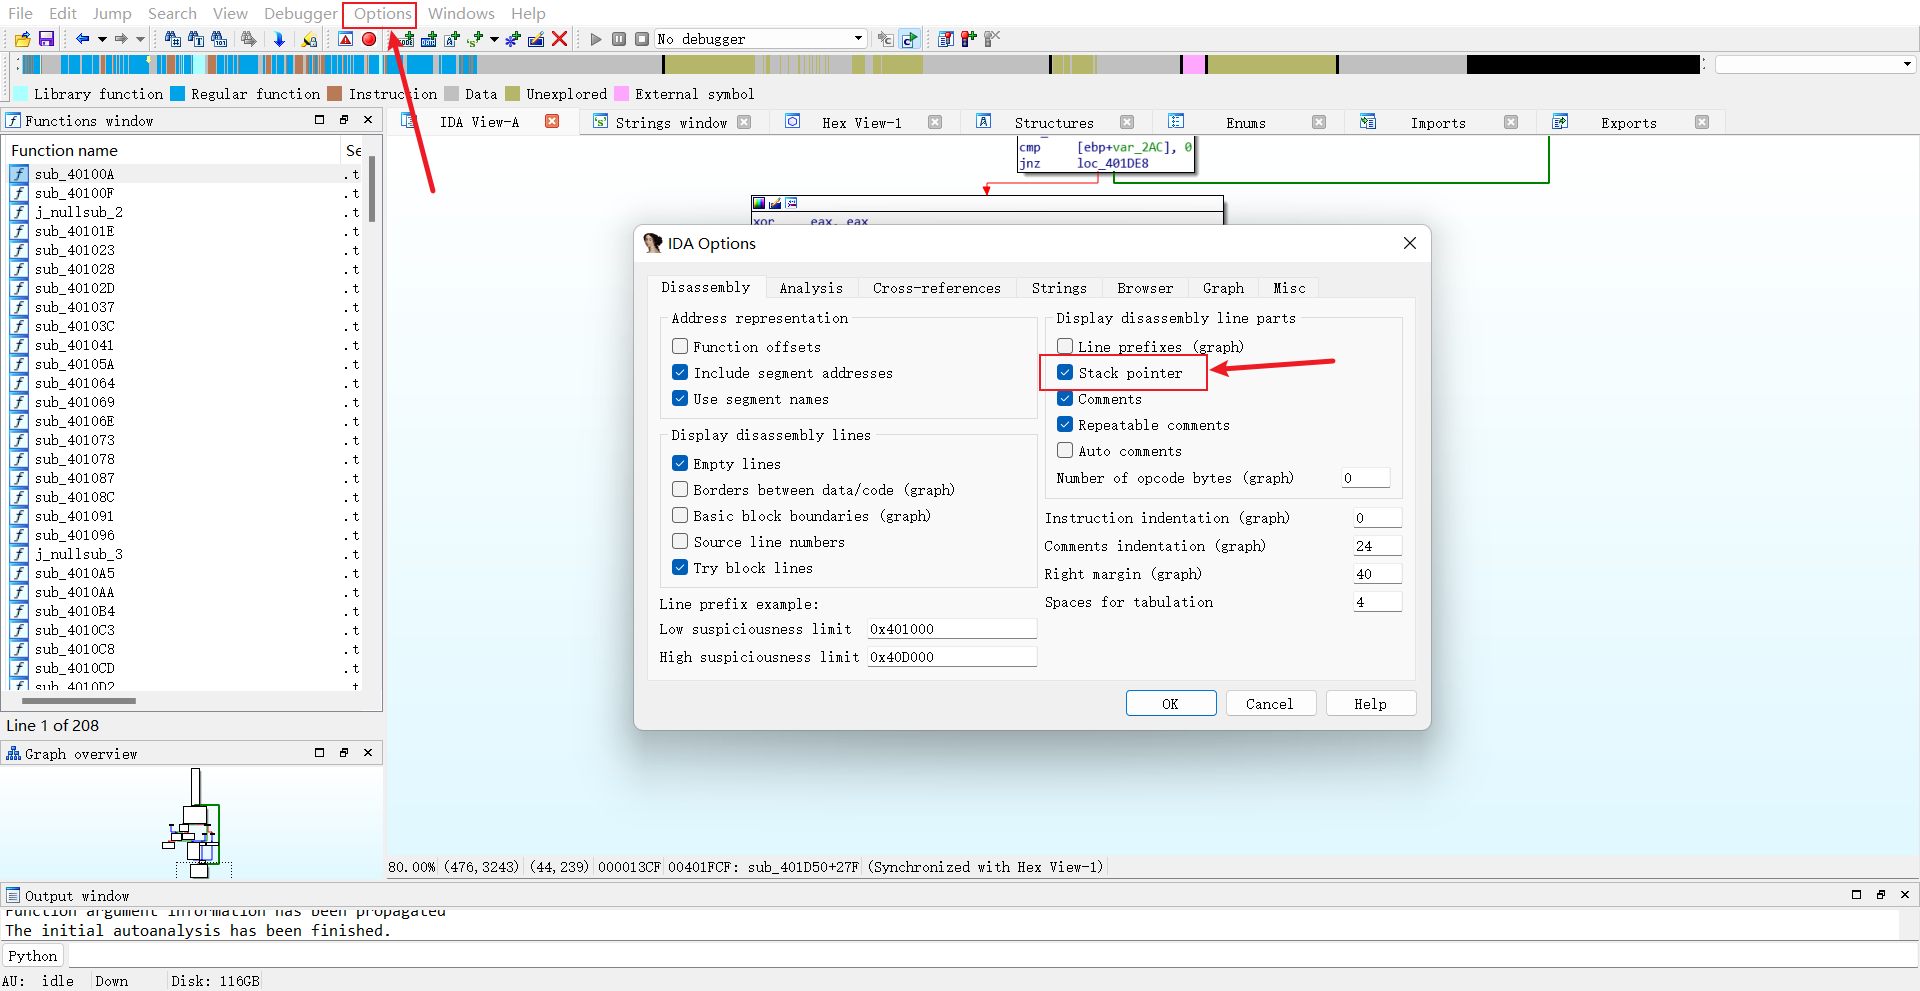 File Edit Jump Search View Debugger Options Windows Help
No debugger
Library function Regular function Instruction Data Unexplored External symbol
Functions window
IDA View-A Strings window Hex View-1 Structures Enums Imports Exports
Function name Se
sub_40100A .t
sub_40100F .t
j_nullsub_2 .t
sub_40101E .t
sub_401023 .t
sub_401028 .t
sub_40102D .t
sub_401037 .t
sub_40103C .t
sub_401041 .t
sub_40105A .t
sub_401064 .t
sub_401069 .t
sub_40106E .t
sub_401073 .t
sub_401078 .t
sub_401087 .t
sub_40108C .t
sub_401091 .t
sub_401096 .t
j_nullsub_3 .t
sub_4010A5 .t
sub_4010AA .t
sub_4010B4 .t
sub_4010C3 .t
sub_4010C8 .t
sub_4010CD .t
sub_4010D2 .t
Line 1 of 208
Graph overview
cmp [ebp+var_2AC], 0
jnz loc_401DE8
xor eax, eax
IDA Options
Disassembly Analysis Cross-references Strings Browser Graph Misc
Address representation
Function offsets
Include segment addresses
Use segment names
Display disassembly lines
Empty lines
Borders between data/code (graph)
Basic block boundaries (graph)
Source line numbers
Try block lines
Line prefix example:
Low suspiciousness limit 0x401000
High suspiciousness limit 0x40D000
Display disassembly line parts
Line prefixes (graph)
Stack pointer
Comments
Repeatable comments
Auto comments
Number of opcode bytes (graph) 0
Instruction indentation (graph) 0
Comments indentation (graph) 24
Right margin (graph) 40
Spaces for tabulation 4
OK Cancel Help
80.00% (476,3243) (44,239) 000013CF 00401FCF: sub_401D50+27F (Synchronized with Hex View-1)
Output window
Function argument information has been propagated
The initial autoanalysis has been finished.
Python
AU: idle Down Disk: 116GB